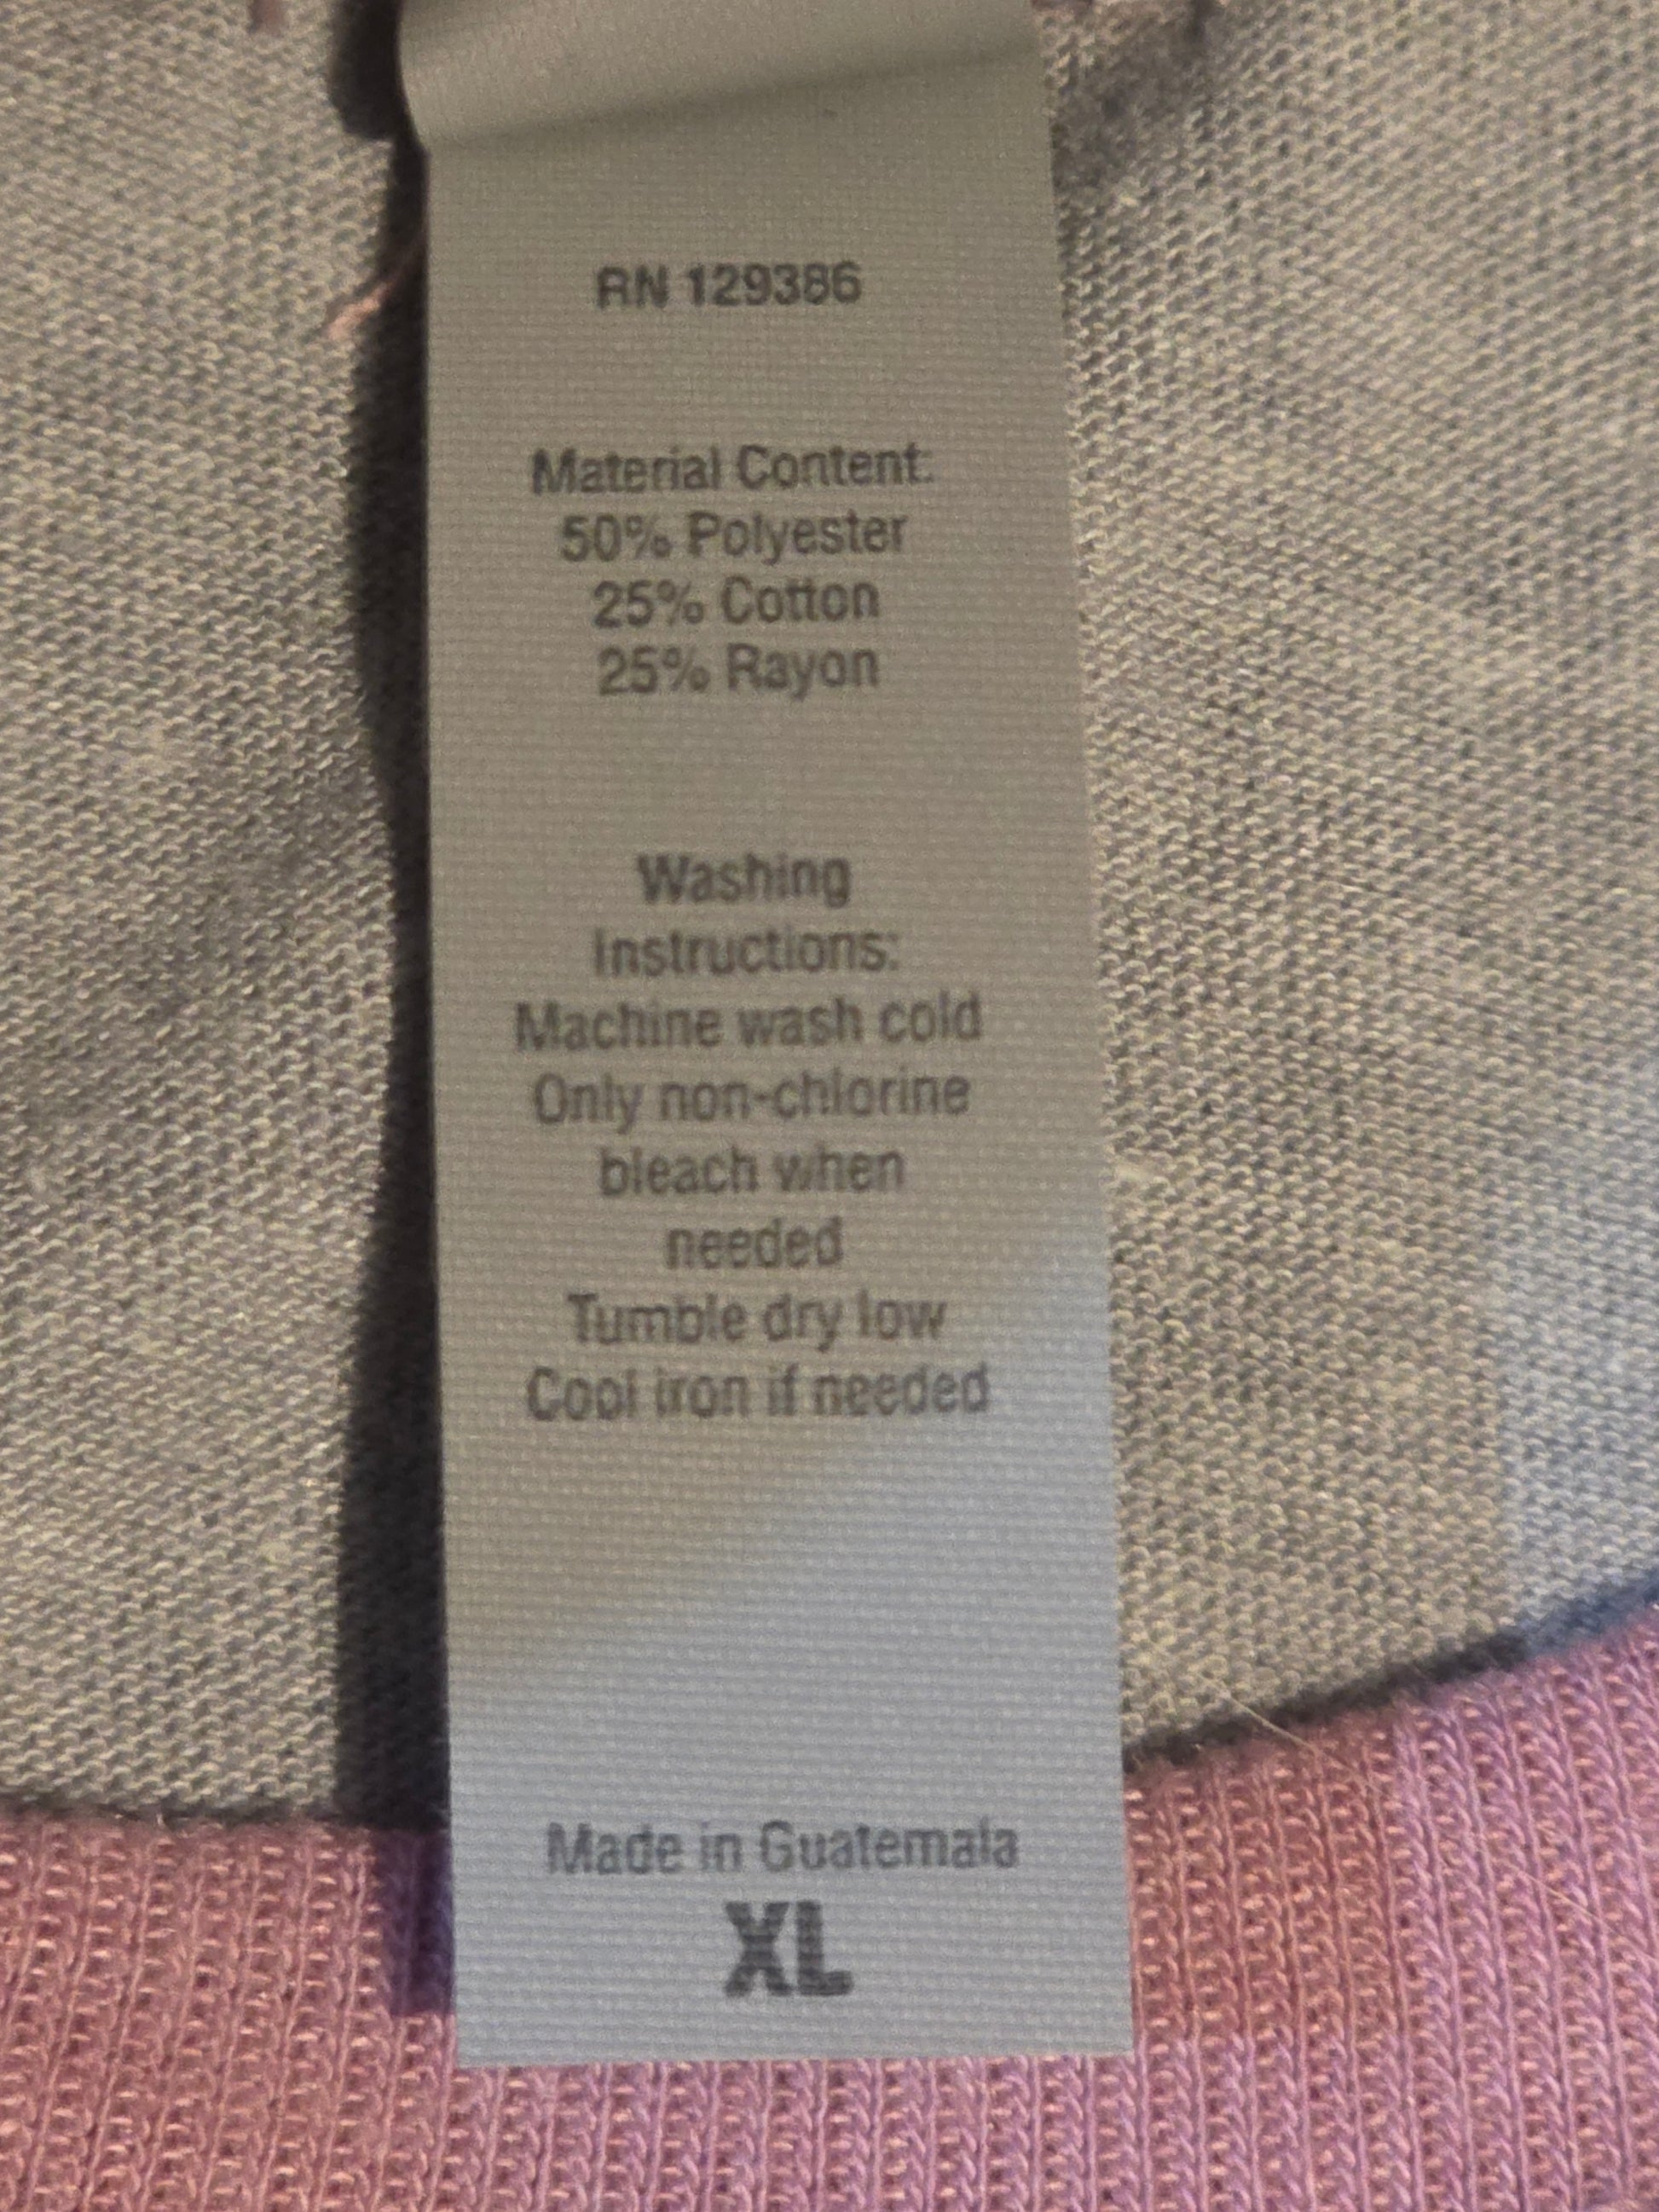 RN 129386
Material Content:
50% Polyester
25% Cotton
25% Rayon
Washing
Instructions:
Machine wash cold
Only non-chlorine
bleach when
needed
Tumble dry low
Cool iron if needed
Made in Guatemala
XL